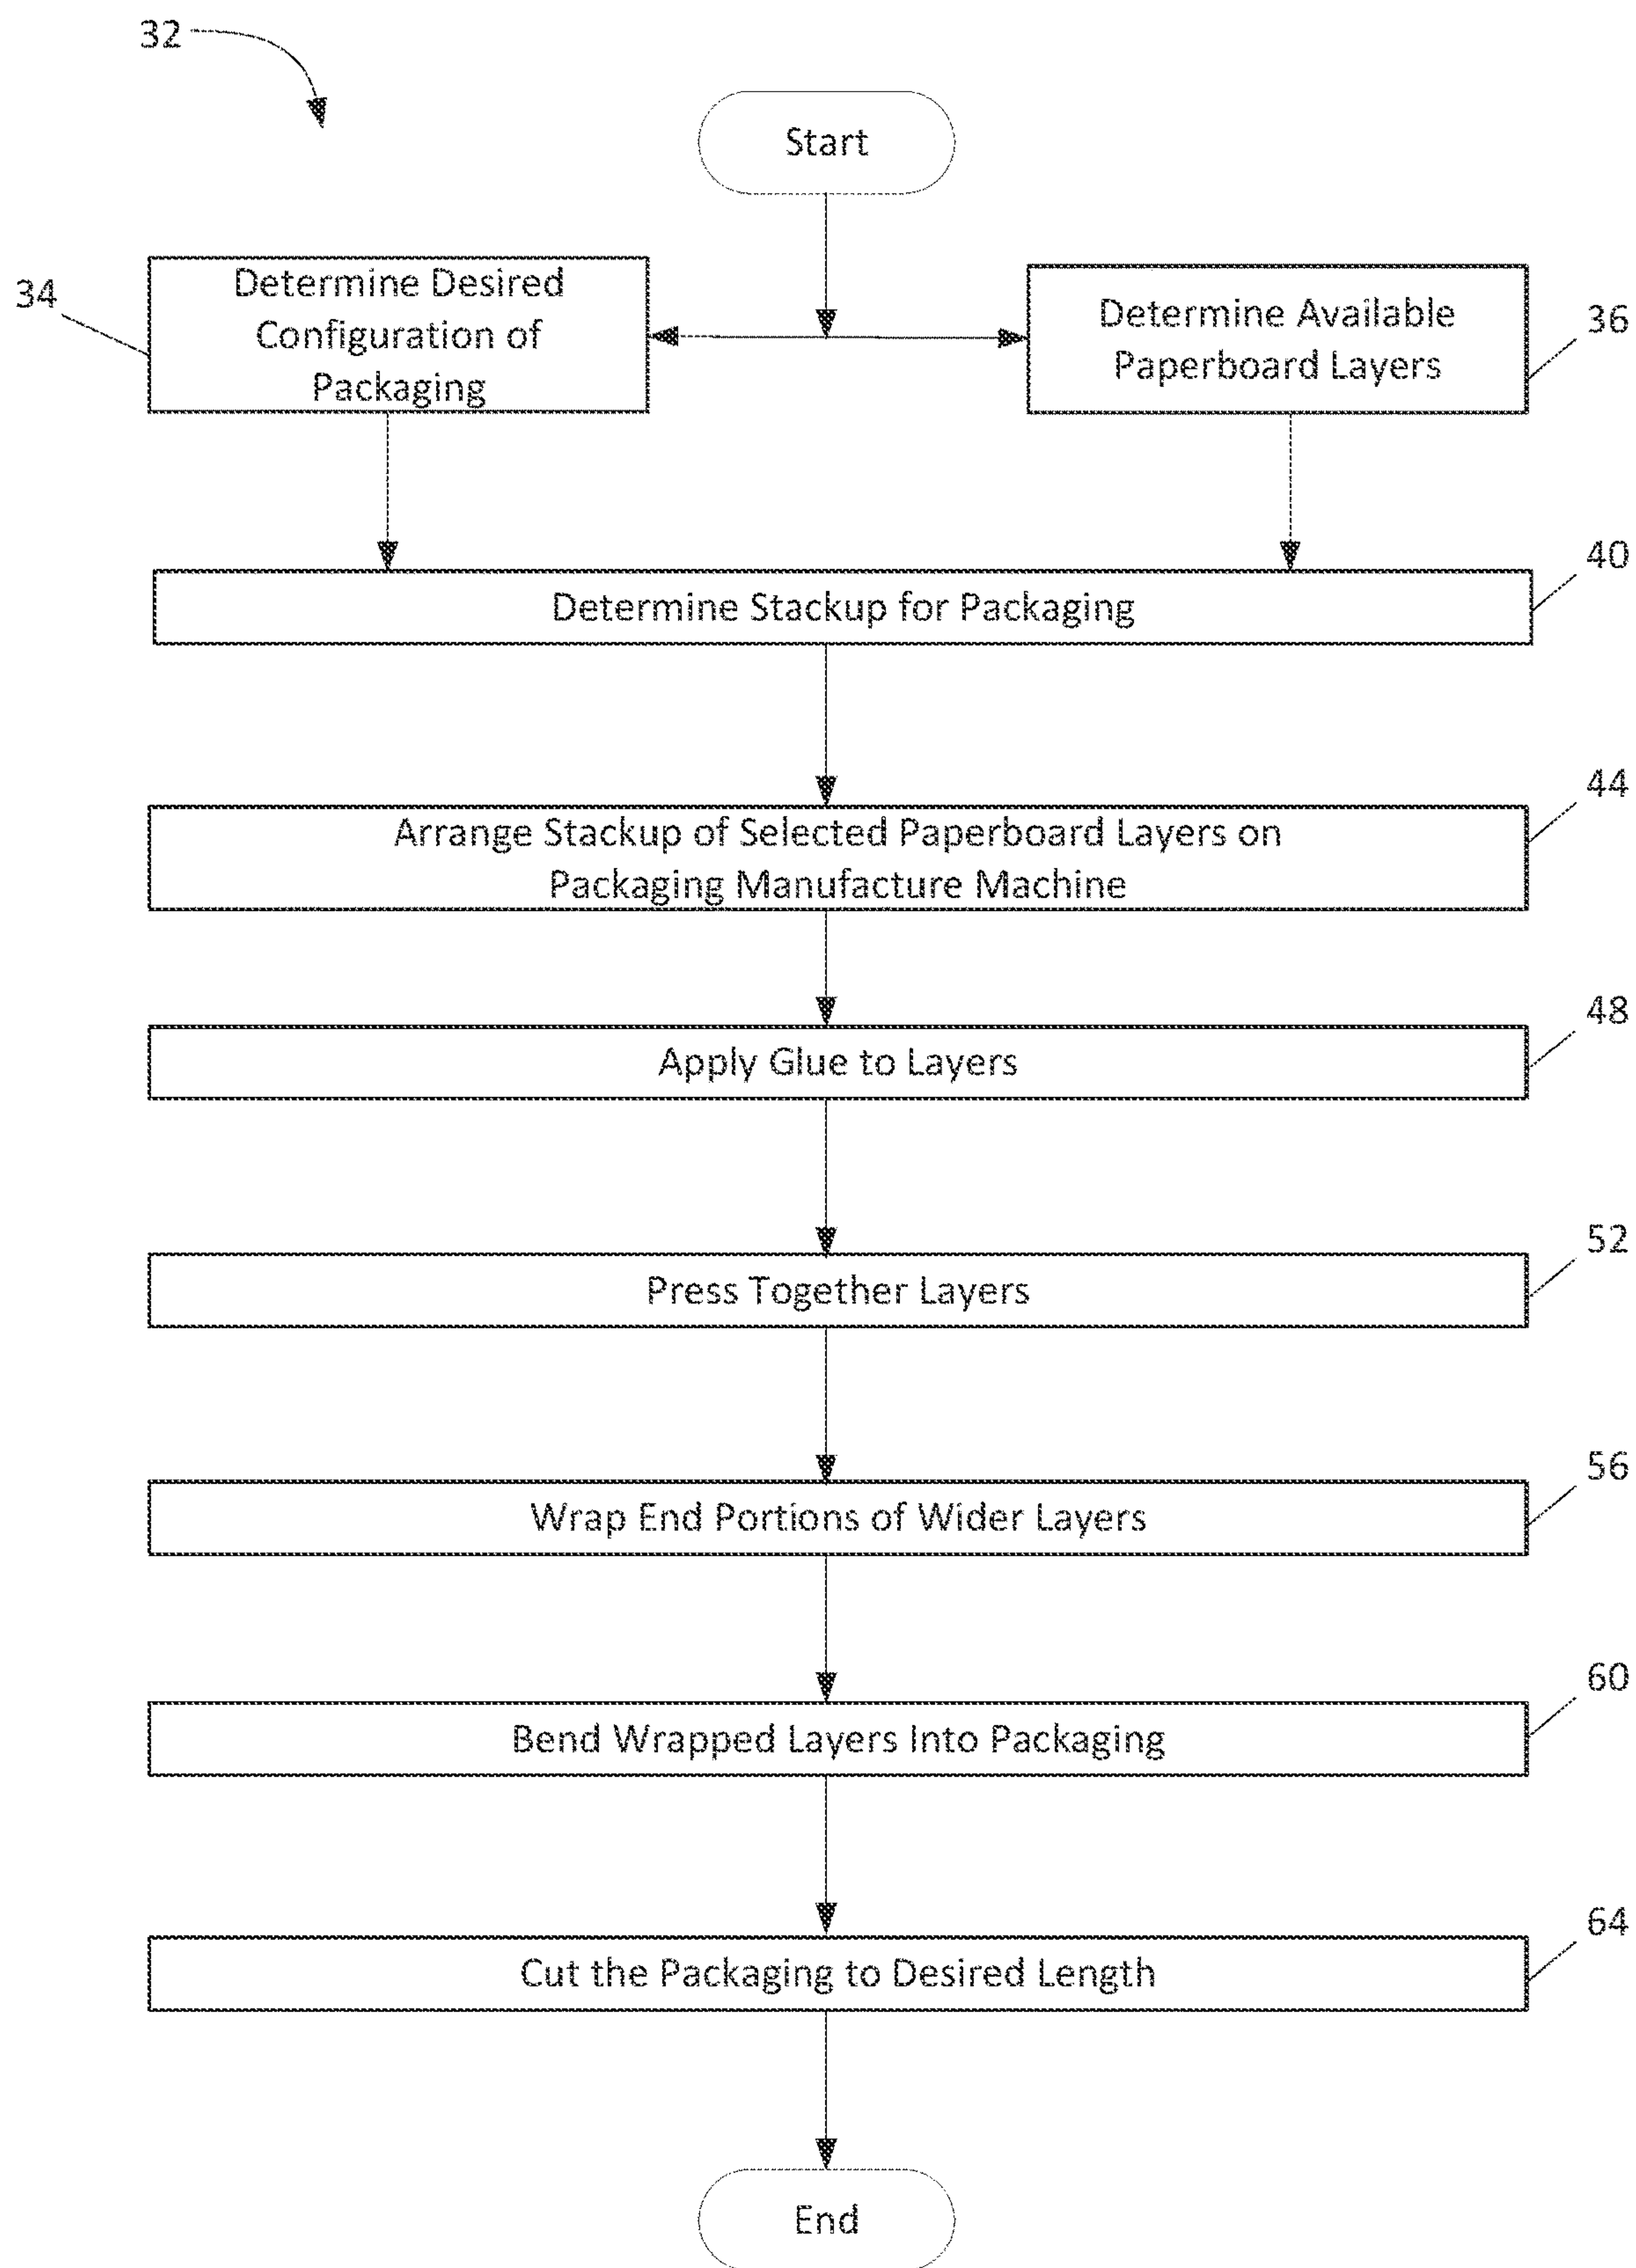 32
Start
34
Determine Desired
Configuration of
Packaging
Determine Available
Paperboard Layers
36
40
Determine Stackup for Packaging
44
Arrange Stackup of Selected Paperboard Layers on
Packaging Manufacture Machine
48
Apply Glue to Layers
52
Press Together Layers
56
Wrap End Portions of Wider Layers
60
Bend Wrapped Layers Into Packaging
64
Cut the Packaging to Desired Length
End